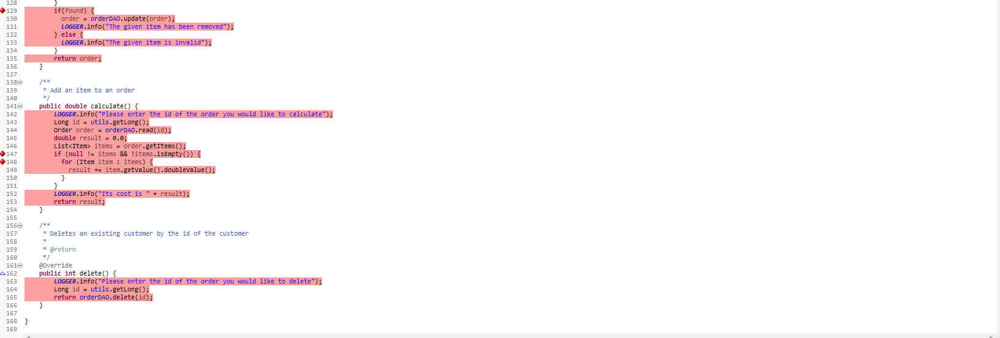 128 }
129 if(found) {
130 order = orderDAO.update(order);
131 LOGGER.info("The given item has been removed");
132 } else {
133 LOGGER.info("The given item is invalid");
134 }
135 return order;
136 }
137
138 /**
139 * Add an item to an order
140 */
141 public double calculate() {
142 LOGGER.info("Please enter the id of the order you would like to calculate");
143 Long id = utils.getLong();
144 Order order = orderDAO.read(id);
145 double result = 0.0;
146 List<Item> items = order.getItems();
147 if (null != items && !items.isEmpty()) {
148 for (Item item : items) {
149 result += item.getValue().doubleValue();
150 }
151 }
152 LOGGER.info("Its cost is " + result);
153 return result;
154 }
155
156 /**
157 * Deletes an existing customer by the id of the customer
158 *
159 * @return
160 */
161 @Override
162 public int delete() {
163 LOGGER.info("Please enter the id of the order you would like to delete");
164 Long id = utils.getLong();
165 return orderDAO.delete(id);
166 }
167
168 }
169